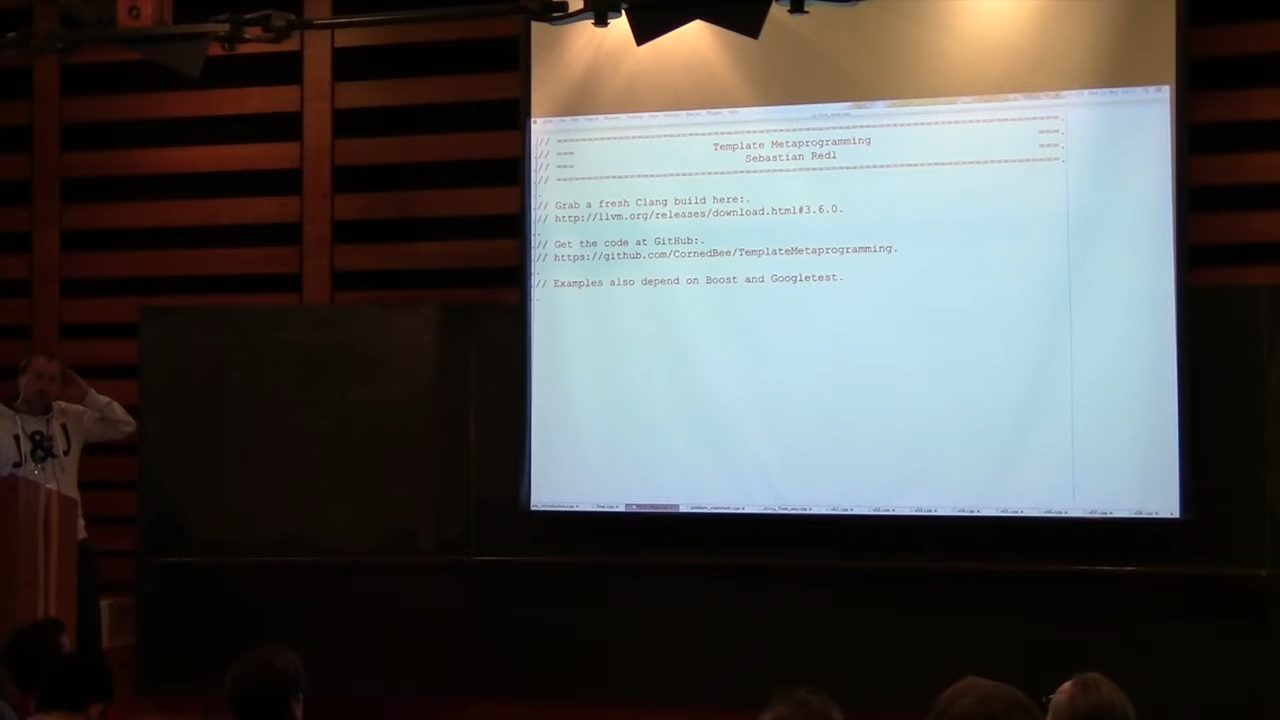 // ==========================================================.
// ==== Template Metaprogramming ====.
// ==== Sebastian Redl ====.
// ==========================================================.
// Grab a fresh Clang build here:.
// http://llvm.org/releases/download.html#3.6.0.
// Get the code at GitHub:.
// https://github.com/CornedBee/TemplateMetaprogramming.
// Examples also depend on Boost and Googletest.
J&J